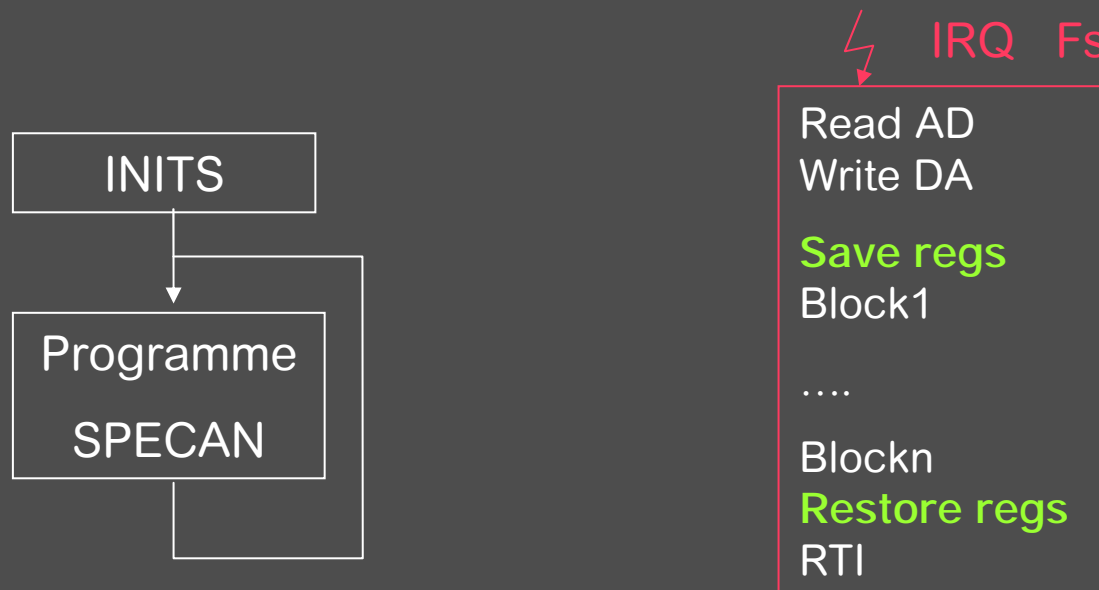 INITS
Programme
SPECAN
IRQ Fs
Read AD
Write DA
Save regs
Block1
....
Blockn
Restore regs
RTI